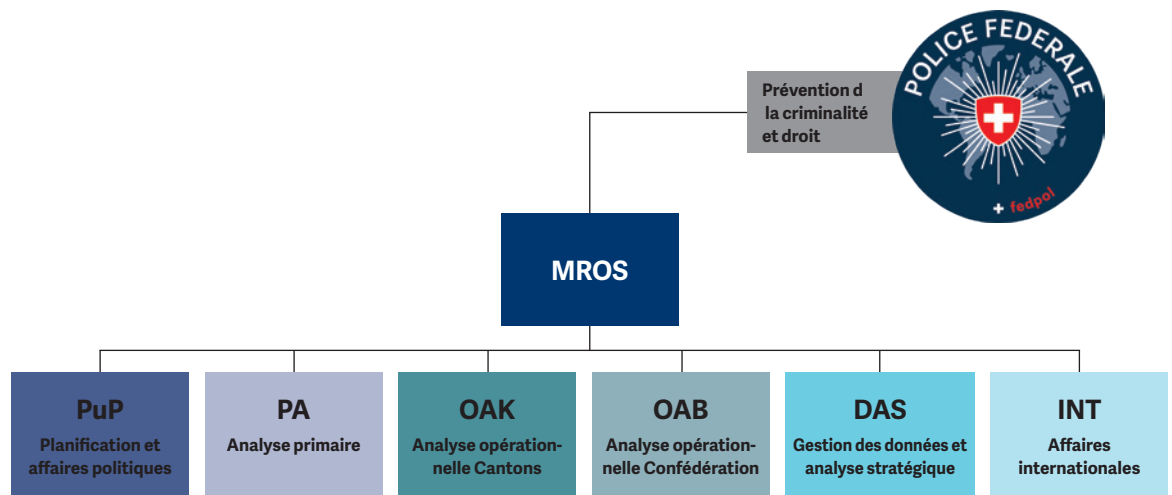 POLICE FEDERALE
Prévention d
la criminalité
et droit
+ fedpol
MROS
PuP
Planification et
affaires politiques
PA
Analyse primaire
OAK
Analyse opération-
nelle Cantons
OAB
Analyse opération-
nelle Confédération
DAS
Gestion des données et
analyse stratégique
INT
Affaires
internationales